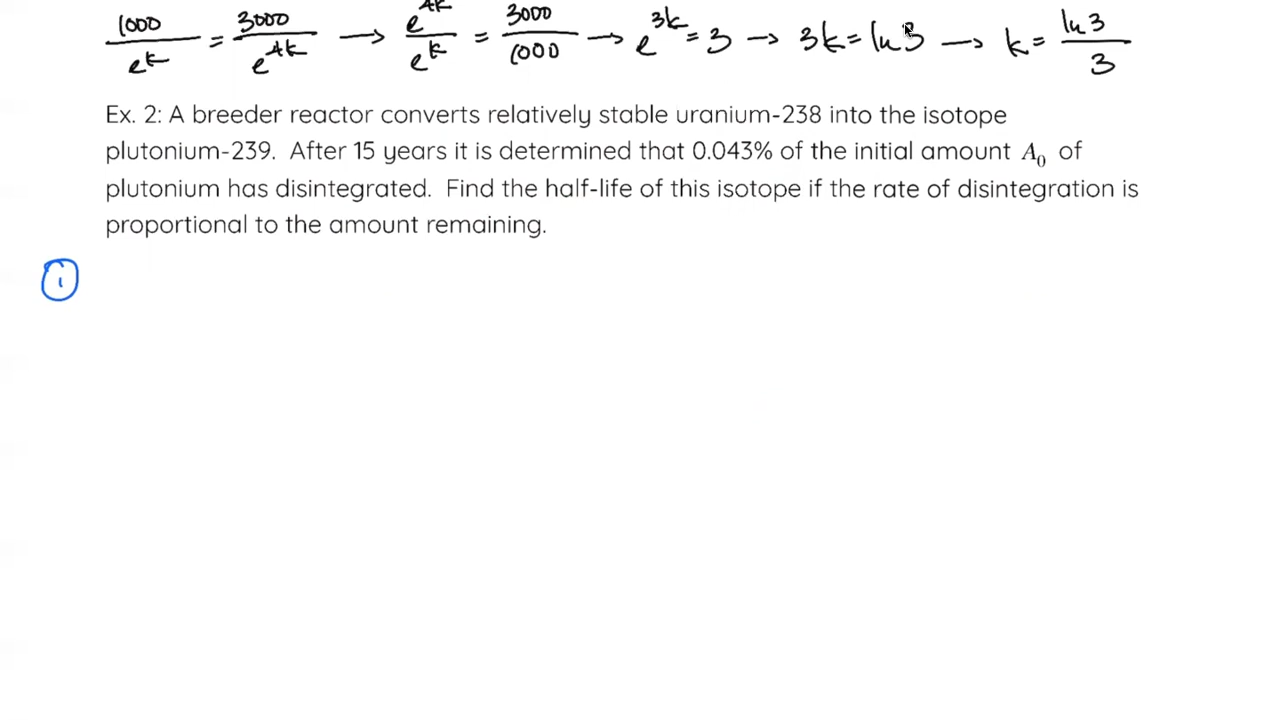 1000/e^k = 3000/e^4k → e^4k/e^k = 3000/1000 → e^3k = 3 → 3k = ln3 → k = ln3/3
Ex. 2: A breeder reactor converts relatively stable uranium-238 into the isotope
plutonium-239. After 15 years it is determined that 0.043% of the initial amount A₀ of
plutonium has disintegrated. Find the half-life of this isotope if the rate of disintegration is
proportional to the amount remaining.
1